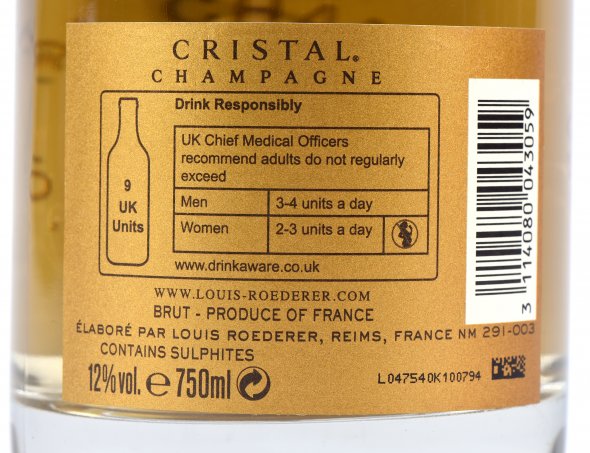 CRISTAL®
CHAMPAGNE
Drink Responsibly
9
UK
Units
UK Chief Medical Officers
recommend adults do not regularly
exceed
Men 3-4 units a day
Women 2-3 units a day
www.drinkaware.co.uk
WWW.LOUIS-ROEDERER.COM
BRUT - PRODUCE OF FRANCE
ÉLABORÉ PAR LOUIS ROEDERER, REIMS, FRANCE NM 291-003
CONTAINS SULPHITES
12%vol. ℮ 750ml
L047540K100794
3 114080 043059